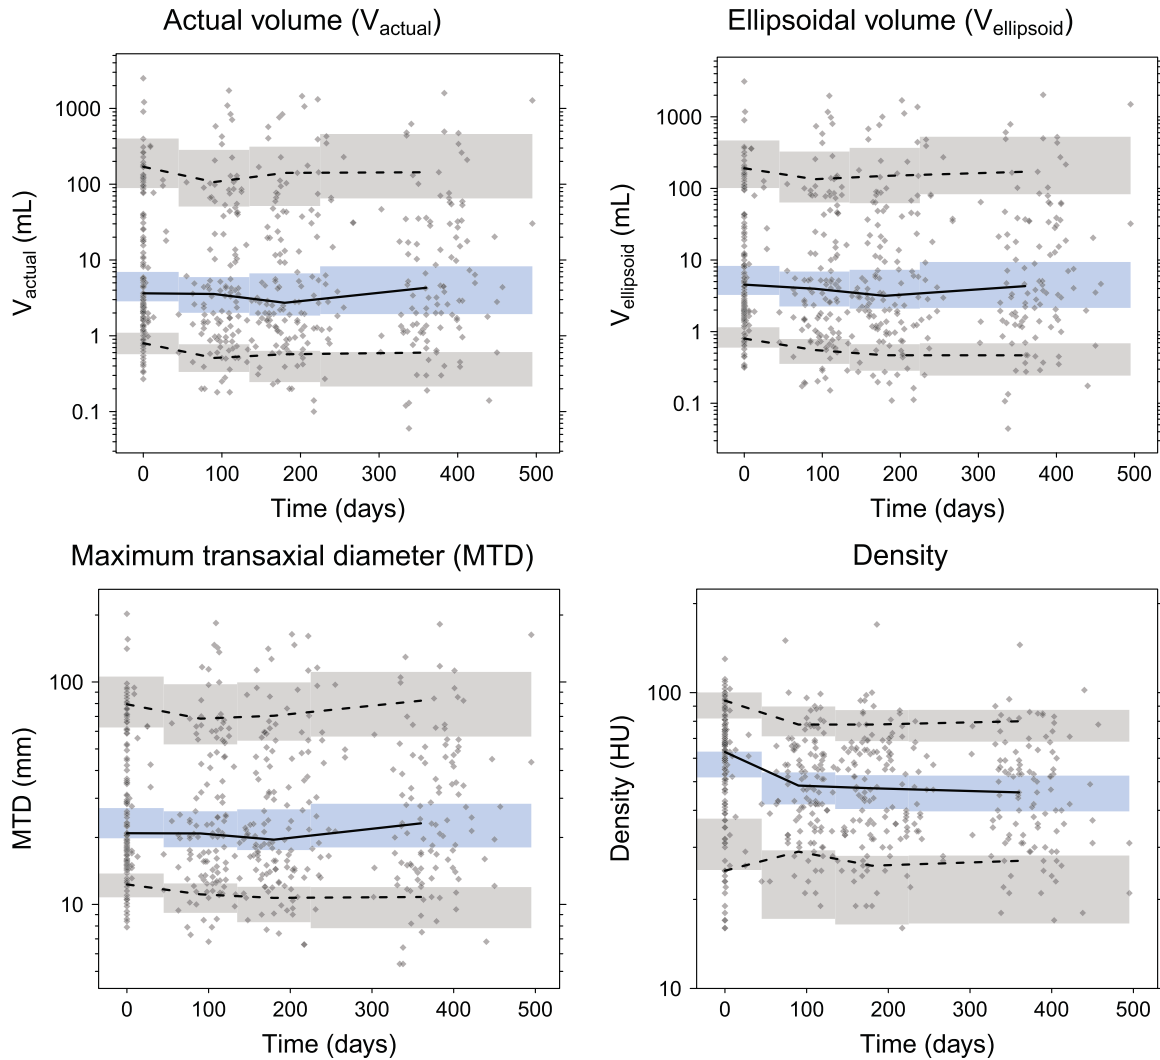 Actual volume (Vactual)
Vactual (mL)
1000
100
10
1
0.1
0 100 200 300 400 500
Time (days)
Ellipsoidal volume (Vellipsoid)
Vellipsoid (mL)
1000
100
10
1
0.1
0 100 200 300 400 500
Time (days)
Maximum transaxial diameter (MTD)
MTD (mm)
100
10
0 100 200 300 400 500
Time (days)
Density
Density (HU)
100
10
0 100 200 300 400 500
Time (days)